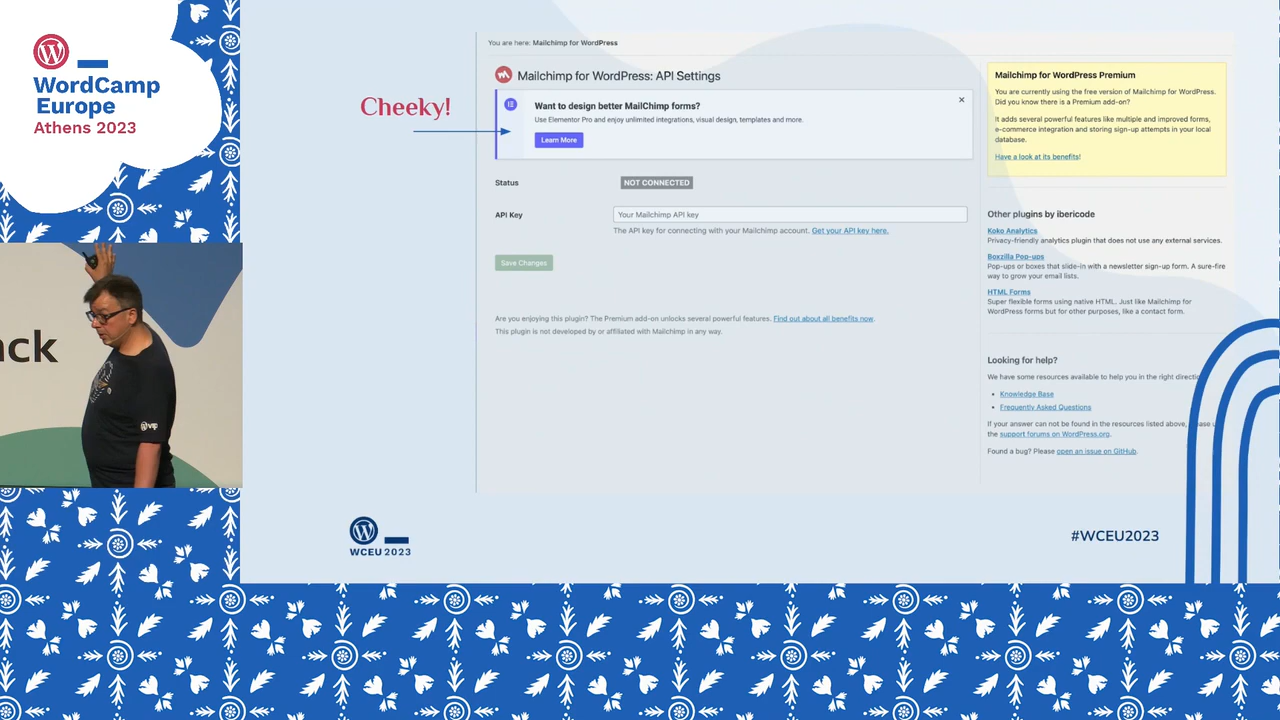 WordCamp
Europe
Athens 2023
ack
vip
Cheeky!
You are here: Mailchimp for WordPress
Mailchimp for WordPress: API Settings
Want to design better MailChimp forms?
Use Elementor Pro and enjoy unlimited integrations, visual design, templates and more.
Learn More
Status
NOT CONNECTED
API Key
Your Mailchimp API key
The API key for connecting with your Mailchimp account. Get your API key here.
Save Changes
Are you enjoying this plugin? The Premium add-on unlocks several powerful features. Find out about all benefits now.
This plugin is not developed by or affiliated with Mailchimp in any way.
Mailchimp for WordPress Premium
You are currently using the free version of Mailchimp for WordPress.
Did you know there is a Premium add-on?
It adds several powerful features like multiple and improved forms,
e-commerce integration and storing sign-up attempts in your local
database.
Have a look at its benefits!
Other plugins by ibericode
Koko Analytics
Privacy-friendly analytics plugin that does not use any external services.
Boxzilla Pop-ups
Pop-ups or boxes that slide-in with a newsletter sign-up form. A sure-fire
way to grow your email lists.
HTML Forms
Super flexible forms using native HTML. Just like Mailchimp for
WordPress forms but for other purposes, like a contact form.
Looking for help?
We have some resources available to help you in the right
Knowledge Base
Frequently Asked Questions
If your answer can not be found in the resources listed above,
the support forums on WordPress.org.
Found a bug? Please open an issue on GitHub.
WCEU 2023
#WCEU2023